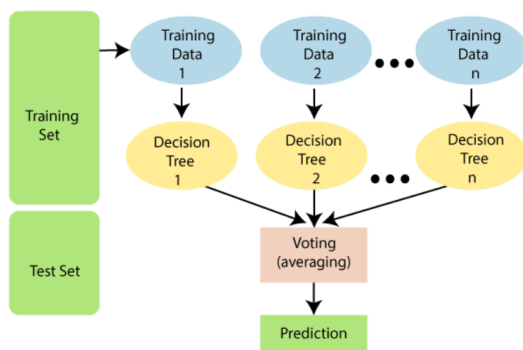 Training
Set
Test Set
Training
Data
1
Training
Data
2
Training
Data
n
Decision
Tree
1
Decision
Tree
2
Decision
Tree
n
Voting
(averaging)
Prediction